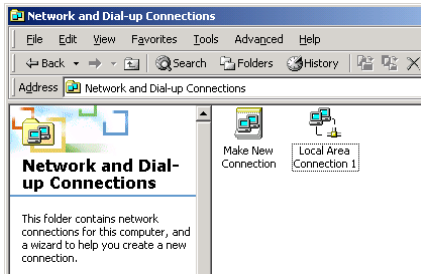 Network and Dial-up Connections
File Edit View Favorites Tools Advanced Help
Back Search Folders History
Address Network and Dial-up Connections
Network and Dial-
up Connections
This folder contains network
connections for this computer, and
a wizard to help you create a new
connection.
Make New
Connection
Local Area
Connection 1